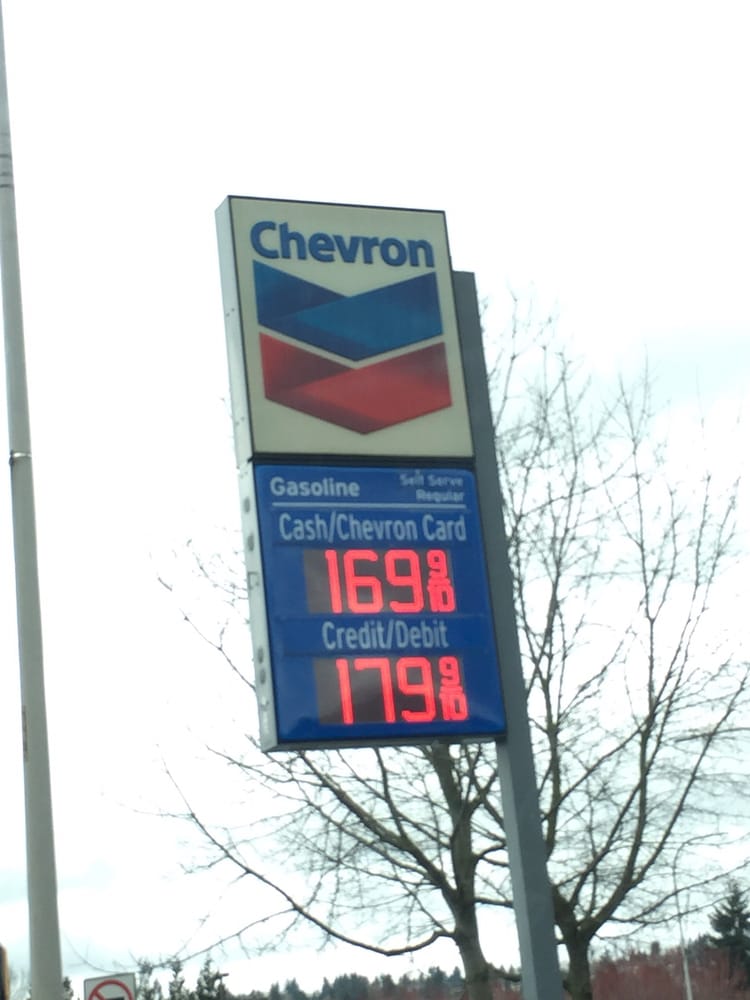 Chevron
Gasoline
Self Serve
Regular
Cash/Chevron Card
169 9/10
Credit/Debit
179 9/10